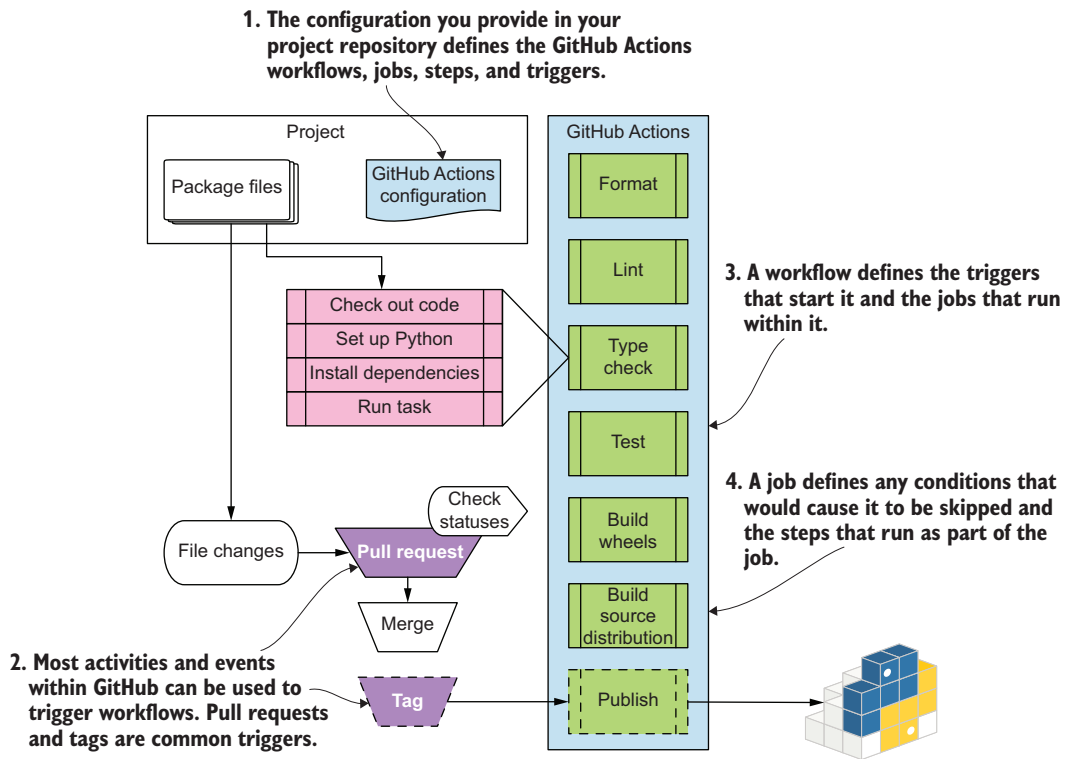 1. The configuration you provide in your
project repository defines the GitHub Actions
workflows, jobs, steps, and triggers.
Project
GitHub Actions
Package files
GitHub Actions
configuration
Format
Lint
3. A workflow defines the triggers
that start it and the jobs that run
within it.
Check out code
Set up Python
Install dependencies
Run task
Type
check
Test
4. A job defines any conditions that
would cause it to be skipped and
the steps that run as part of the
job.
Check
statuses
File changes
Pull request
Build
wheels
Merge
Build
source
distribution
2. Most activities and events
within GitHub can be used to
trigger workflows. Pull requests
and tags are common triggers.
Tag
Publish